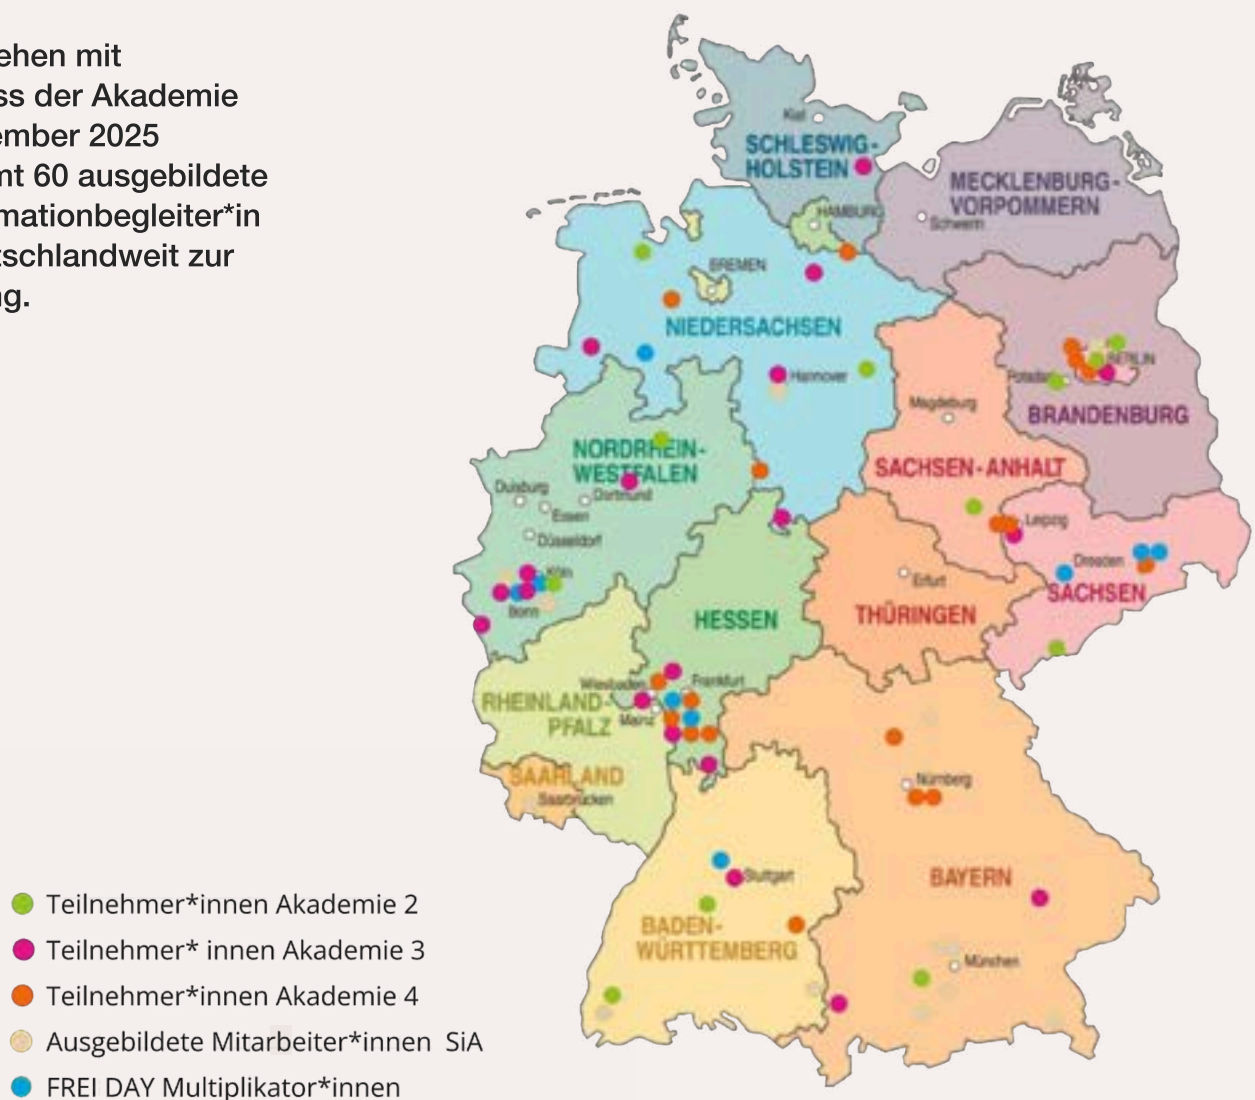 ehen mit
ss der Akademie
ember 2025
mt 60 ausgebildete
rmationbegleiter*in
tschlandweit zur
ng.
Kiel
SCHLESWIG-
HOLSTEIN
MECKLENBURG-
VORPOMMERN
HAMBURG
Schwerin
BREMEN
NIEDERSACHSEN
BERLIN
Potsdam
Hannover
Magdeburg
BRANDENBURG
NORDRHEIN-
WESTFALEN
SACHSEN-ANHALT
Duisburg
Dortmund
Essen
Leipzig
Düsseldorf
Dresden
Köln
Erfurt
SACHSEN
Bonn
HESSEN
THÜRINGEN
Wiesbaden
Frankfurt
RHEINLAND-
PFALZ
Mainz
SAARLAND
Saarbrücken
Nürnberg
Stuttgart
BAYERN
BADEN-
WÜRTTEMBERG
München
Teilnehmer*innen Akademie 2
Teilnehmer* innen Akademie 3
Teilnehmer*innen Akademie 4
Ausgebildete Mitarbeiter*innen SiA
FREI DAY Multiplikator*innen